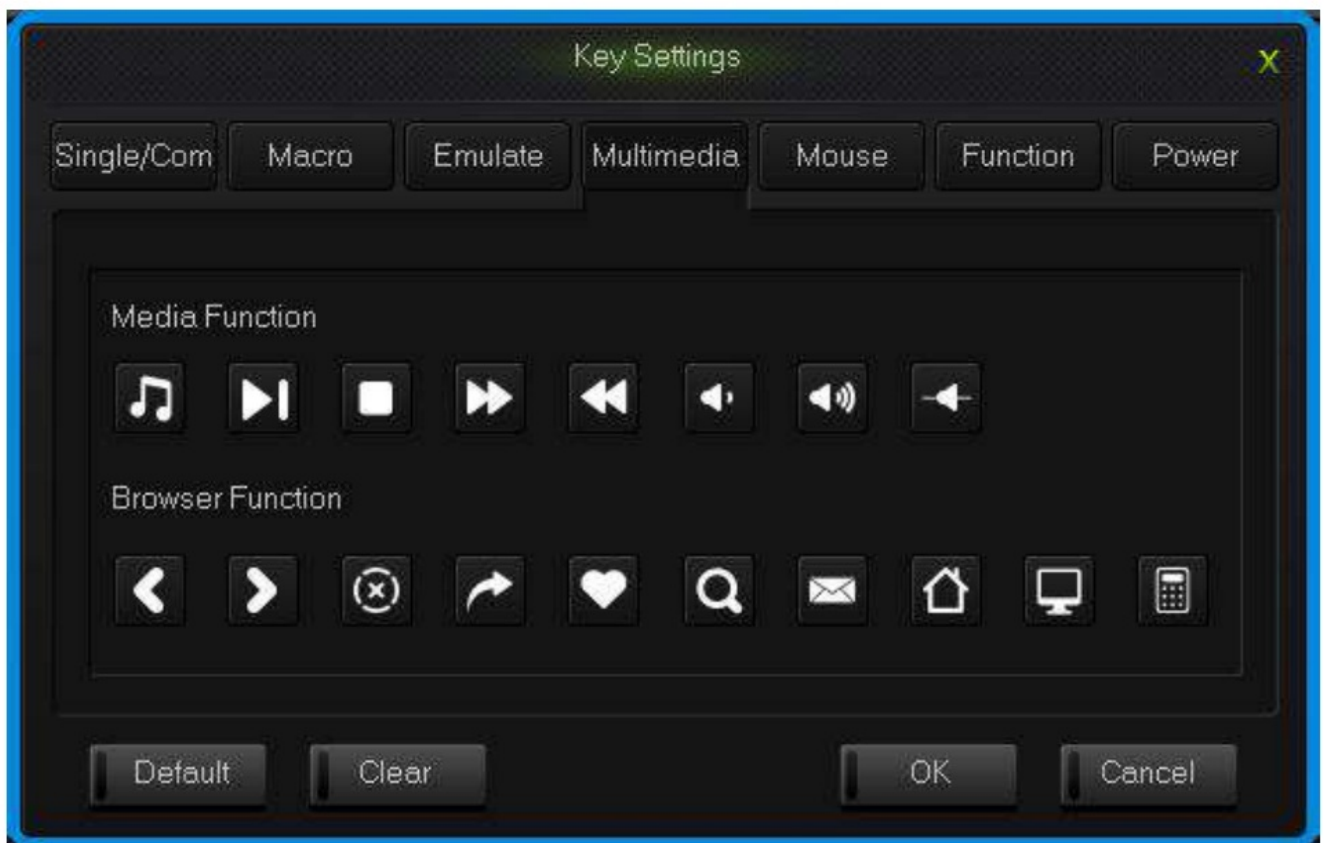 Key Settings
X
Single/Com Macro Emulate Multimedia Mouse Function Power
Media Function
Browser Function
Default Clear OK Cancel